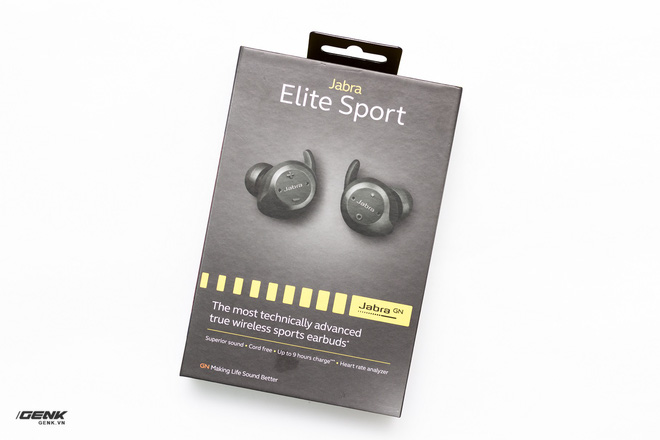 Jabra
Elite Sport
Jabra
Jabra
Jabra GN
The most technically advanced
true wireless sports earbuds*
Superior sound • Cord free • Up to 9 hours charge** • Heart rate analyzer
GN Making Life Sound Better
GENK
GENK.VN